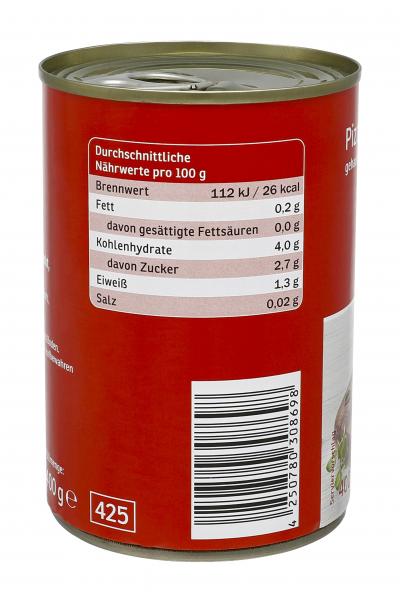 Durchschnittliche
Nährwerte pro 100 g
Brennwert 112 kJ / 26 kcal
Fett 0,2 g
davon gesättigte Fettsäuren 0,0 g
Kohlenhydrate 4,0 g
davon Zucker 2,7 g
Eiweiß 1,3 g
Salz 0,02 g
4 250780 308698
425
Serviervorschlag